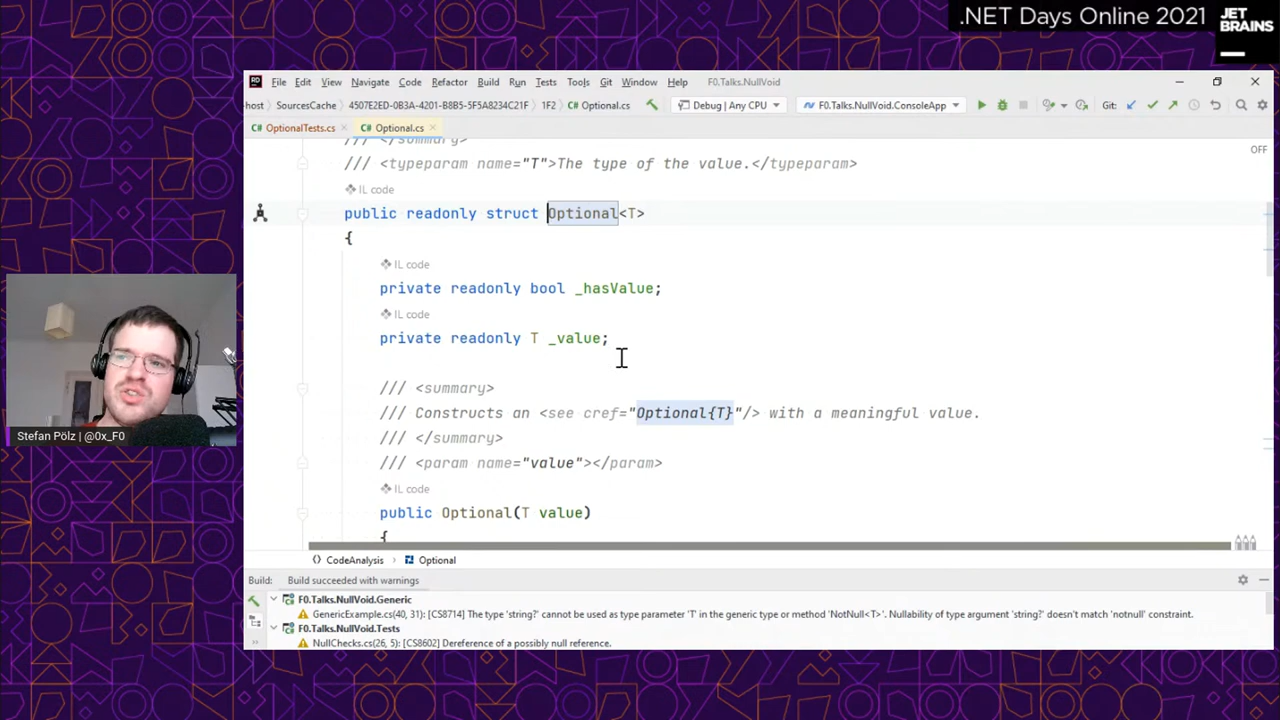 .NET Days Online 2021
JET
BRAINS
RD File Edit View Navigate Code Refactor Build Run Tests Tools Git Window Help F0.Talks.NullVoid
host SourcesCache 4507E2ED-0B3A-4201-B8B5-5F5A8234C21F 1F2 C# Optional.cs Debug | Any CPU F0.Talks.NullVoid.ConsoleApp Git:
C# OptionalTests.cs C# Optional.cs
/// </summary>
OFF
/// <typeparam name="T">The type of the value.</typeparam>
IL code
public readonly struct Optional<T>
{
IL code
private readonly bool _hasValue;
IL code
private readonly T _value;
/// <summary>
/// Constructs an <see cref="Optional{T}"/> with a meaningful value.
/// </summary>
/// <param name="value"></param>
IL code
public Optional(T value)
{
Stefan Pölz | @0x_F0
CodeAnalysis Optional
Build: Build succeeded with warnings
F0.Talks.NullVoid.Generic
GenericExample.cs(40, 31): [CS8714] The type 'string?' cannot be used as type parameter 'T' in the generic type or method 'NotNull<T>'. Nullability of type argument 'string?' doesn't match 'notnull' constraint.
F0.Talks.NullVoid.Tests
NullChecks.cs(26, 5): [CS8602] Dereference of a possibly null reference.